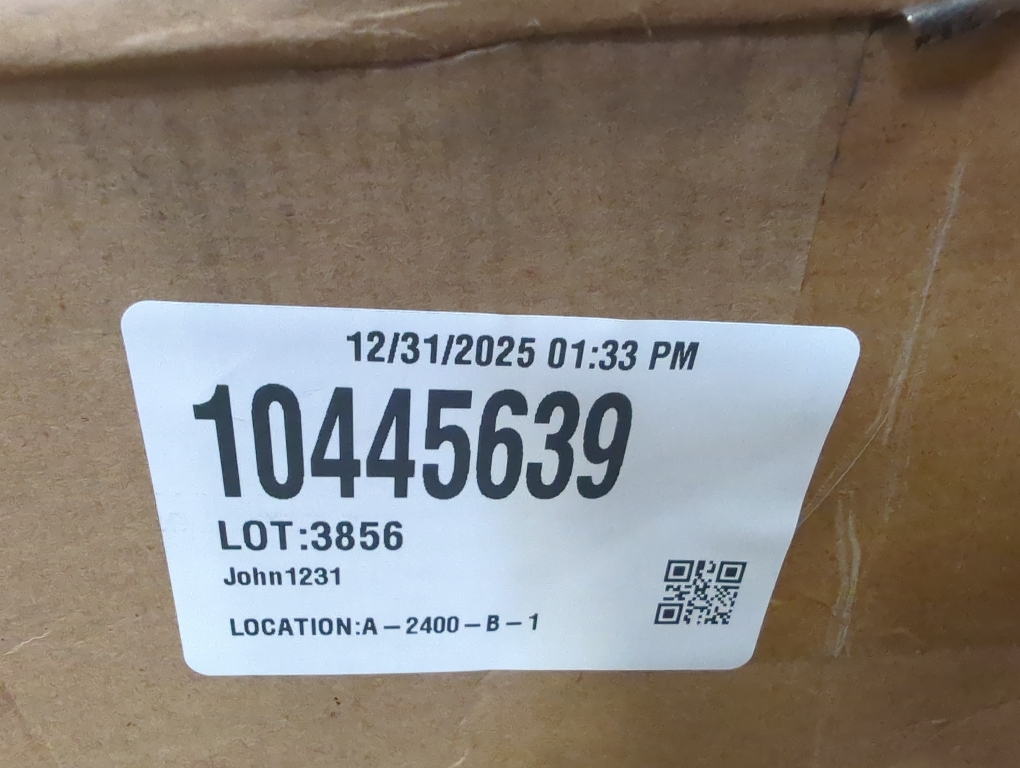 12/31/2025 01:33 PM
10445639
LOT:3856
John1231
LOCATION:A-2400-B-1